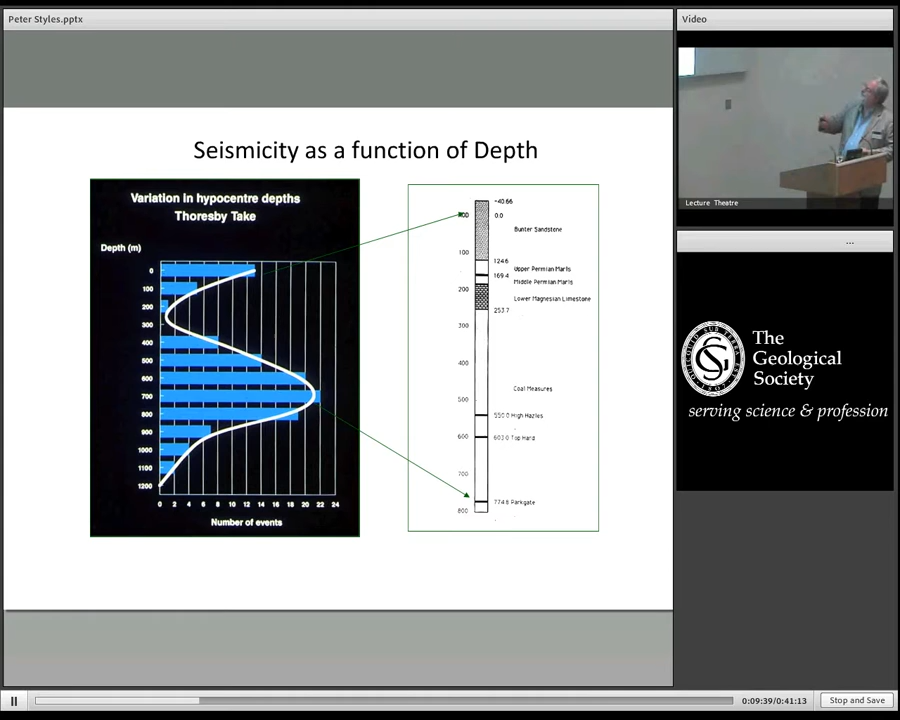 Peter Styles.pptx
Video
Seismicity as a function of Depth
Variation in hypocentre depths
Thoresby Take
Depth (m)
0
100
200
300
400
500
600
700
800
900
1000
1100
1200
0 2 4 6 8 10 12 14 16 18 20 22 24
Number of events
0.0
Bunter Sandstone
100
124.6
Upper Permian Marls
169.4
Middle Permian Marls
200
Lower Magnesian Limestone
253.7
300
400
Coal Measures
500
550.0 High Hazles
600
603.0 Top Hard
700
774.8 Parkgate
800
Lecture Theatre
...
The
Geological
Society
serving science & profession
0:09:39/0:41:13
Stop and Save